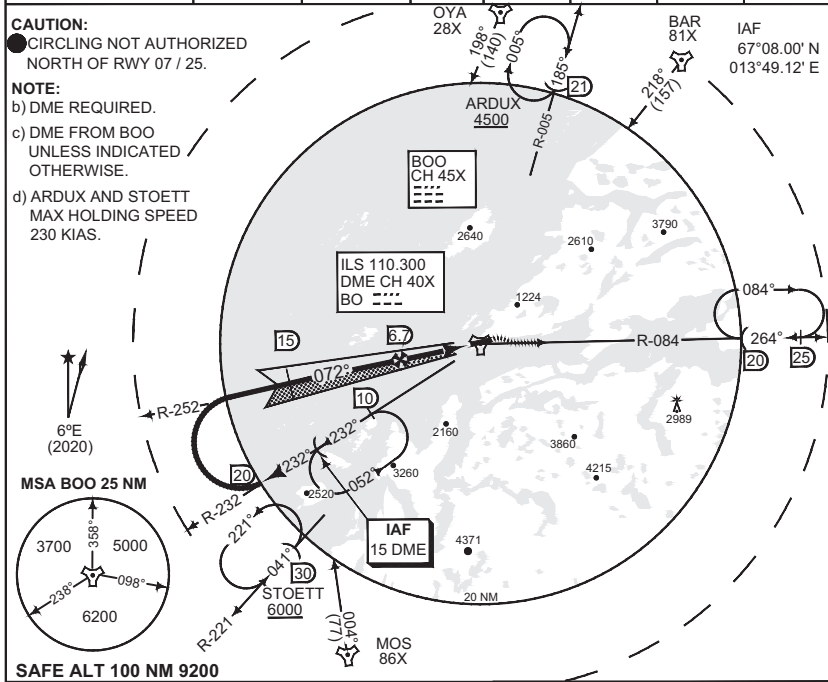 CAUTION:
CIRCLING NOT AUTHORIZED
NORTH OF RWY 07 / 25.
NOTE:
b) DME REQUIRED.
c) DME FROM BOO
UNLESS INDICATED
OTHERWISE.
d) ARDUX AND STOETT
MAX HOLDING SPEED
230 KIAS.
OYA
28X
198°
(140)
005°
185°
21
ARDUX
4500
R-005
BAR
81X
218°
(157)
IAF
67°08.00' N
013°49.12' E
BOO
CH 45X
2640
2610
3790
ILS 110.300
DME CH 40X
BO
1224
15
6.7
072°
R-084
084°
264°
20
25
R-252
10
232°
232°
052°
20
R-232
2520
3260
2160
3860
4215
2989
4371
IAF
15 DME
221°
041°
30
STOETT
6000
R-221
004°
(77)
MOS
86X
20 NM
6°E
(2020)
MSA BOO 25 NM
3700
358°
5000
238°
098°
6200
SAFE ALT 100 NM 9200